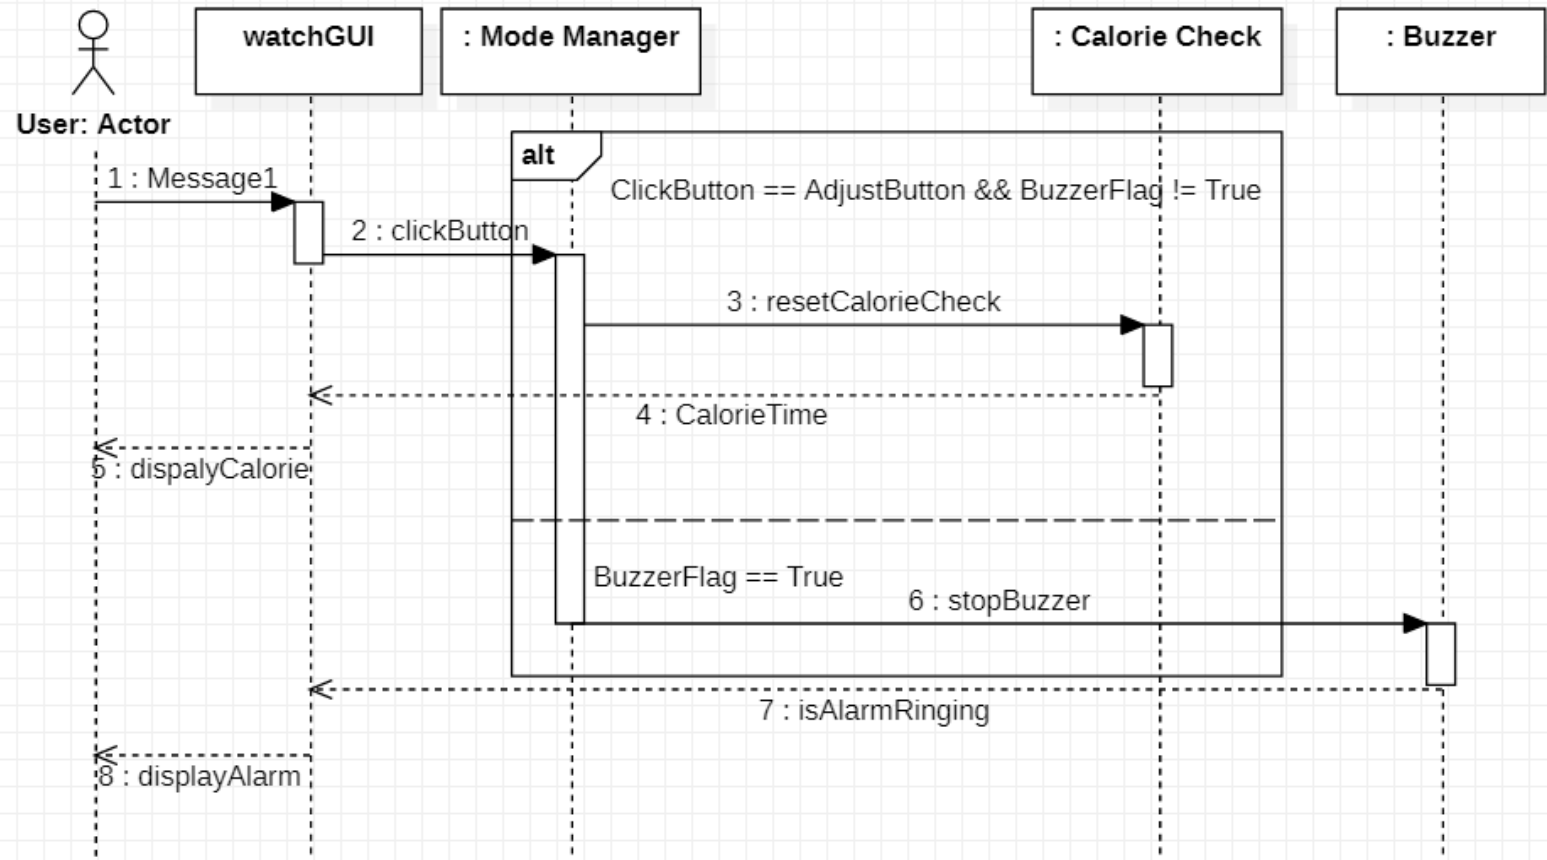 watchGUI
: Mode Manager
: Calorie Check
: Buzzer
User: Actor
alt
1 : Message1
ClickButton == AdjustButton && BuzzerFlag != True
2 : clickButton
3 : resetCalorieCheck
4 : CalorieTime
5 : dispalyCalorie
BuzzerFlag == True
6 : stopBuzzer
7 : isAlarmRinging
8 : displayAlarm